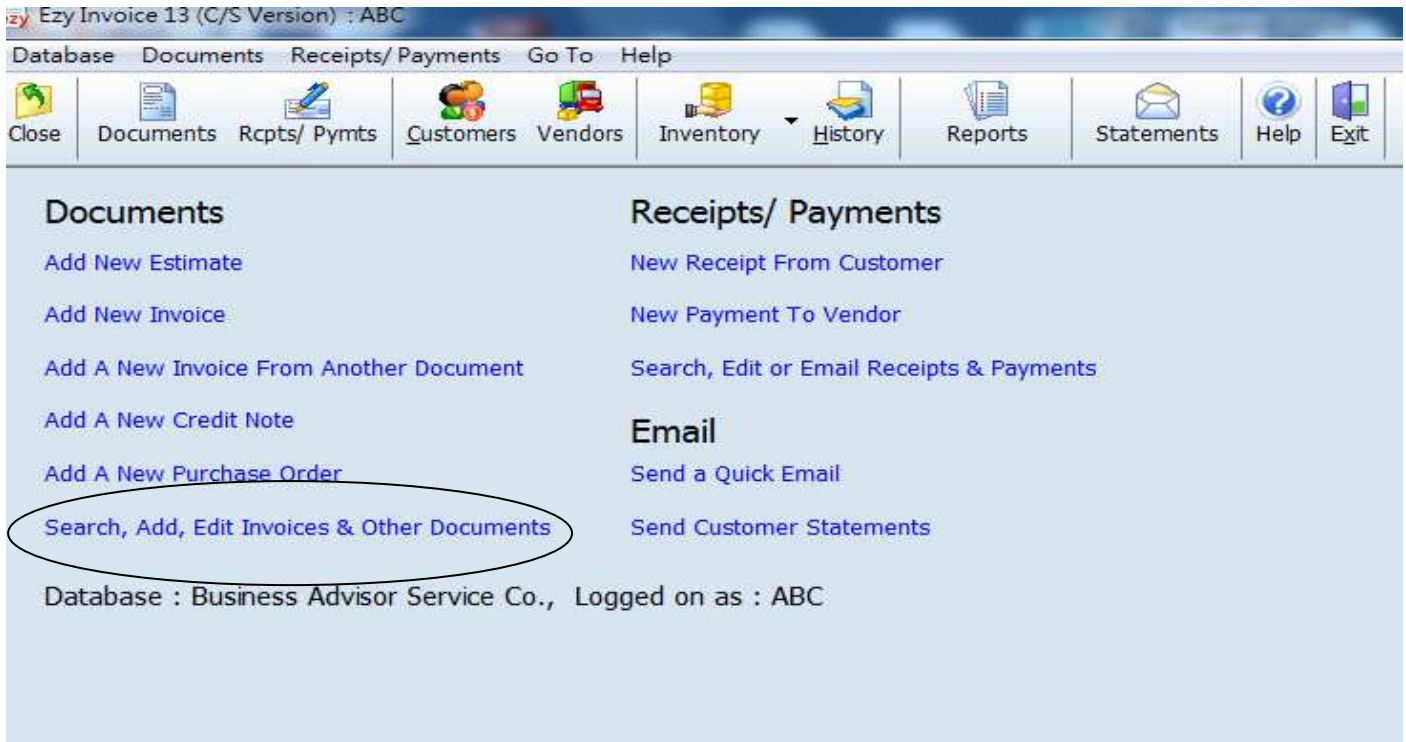 ezy Ezy Invoice 13 (C/S Version) : ABC
Database Documents Receipts/ Payments Go To Help
Close Documents Rcpts/ Pymts Customers Vendors Inventory History Reports Statements Help Exit
Documents
Add New Estimate
Add New Invoice
Add A New Invoice From Another Document
Add A New Credit Note
Add A New Purchase Order
Search, Add, Edit Invoices & Other Documents
Receipts/ Payments
New Receipt From Customer
New Payment To Vendor
Search, Edit or Email Receipts & Payments
Email
Send a Quick Email
Send Customer Statements
Database : Business Advisor Service Co., Logged on as : ABC